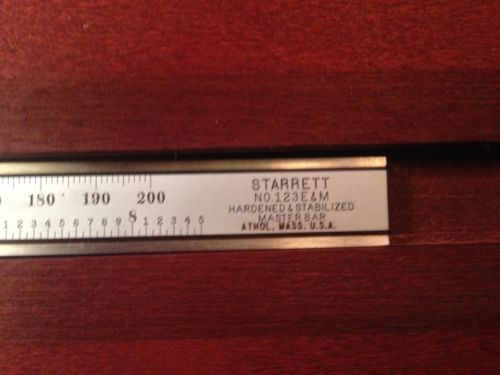 180 190 200
8
1 2 3 4 5 6 7 8 9 1 2 3 4 5
STARRETT
NO. 123E&M
HARDENED & STABILIZED
MASTER BAR
ATHOL, MASS. U.S.A.